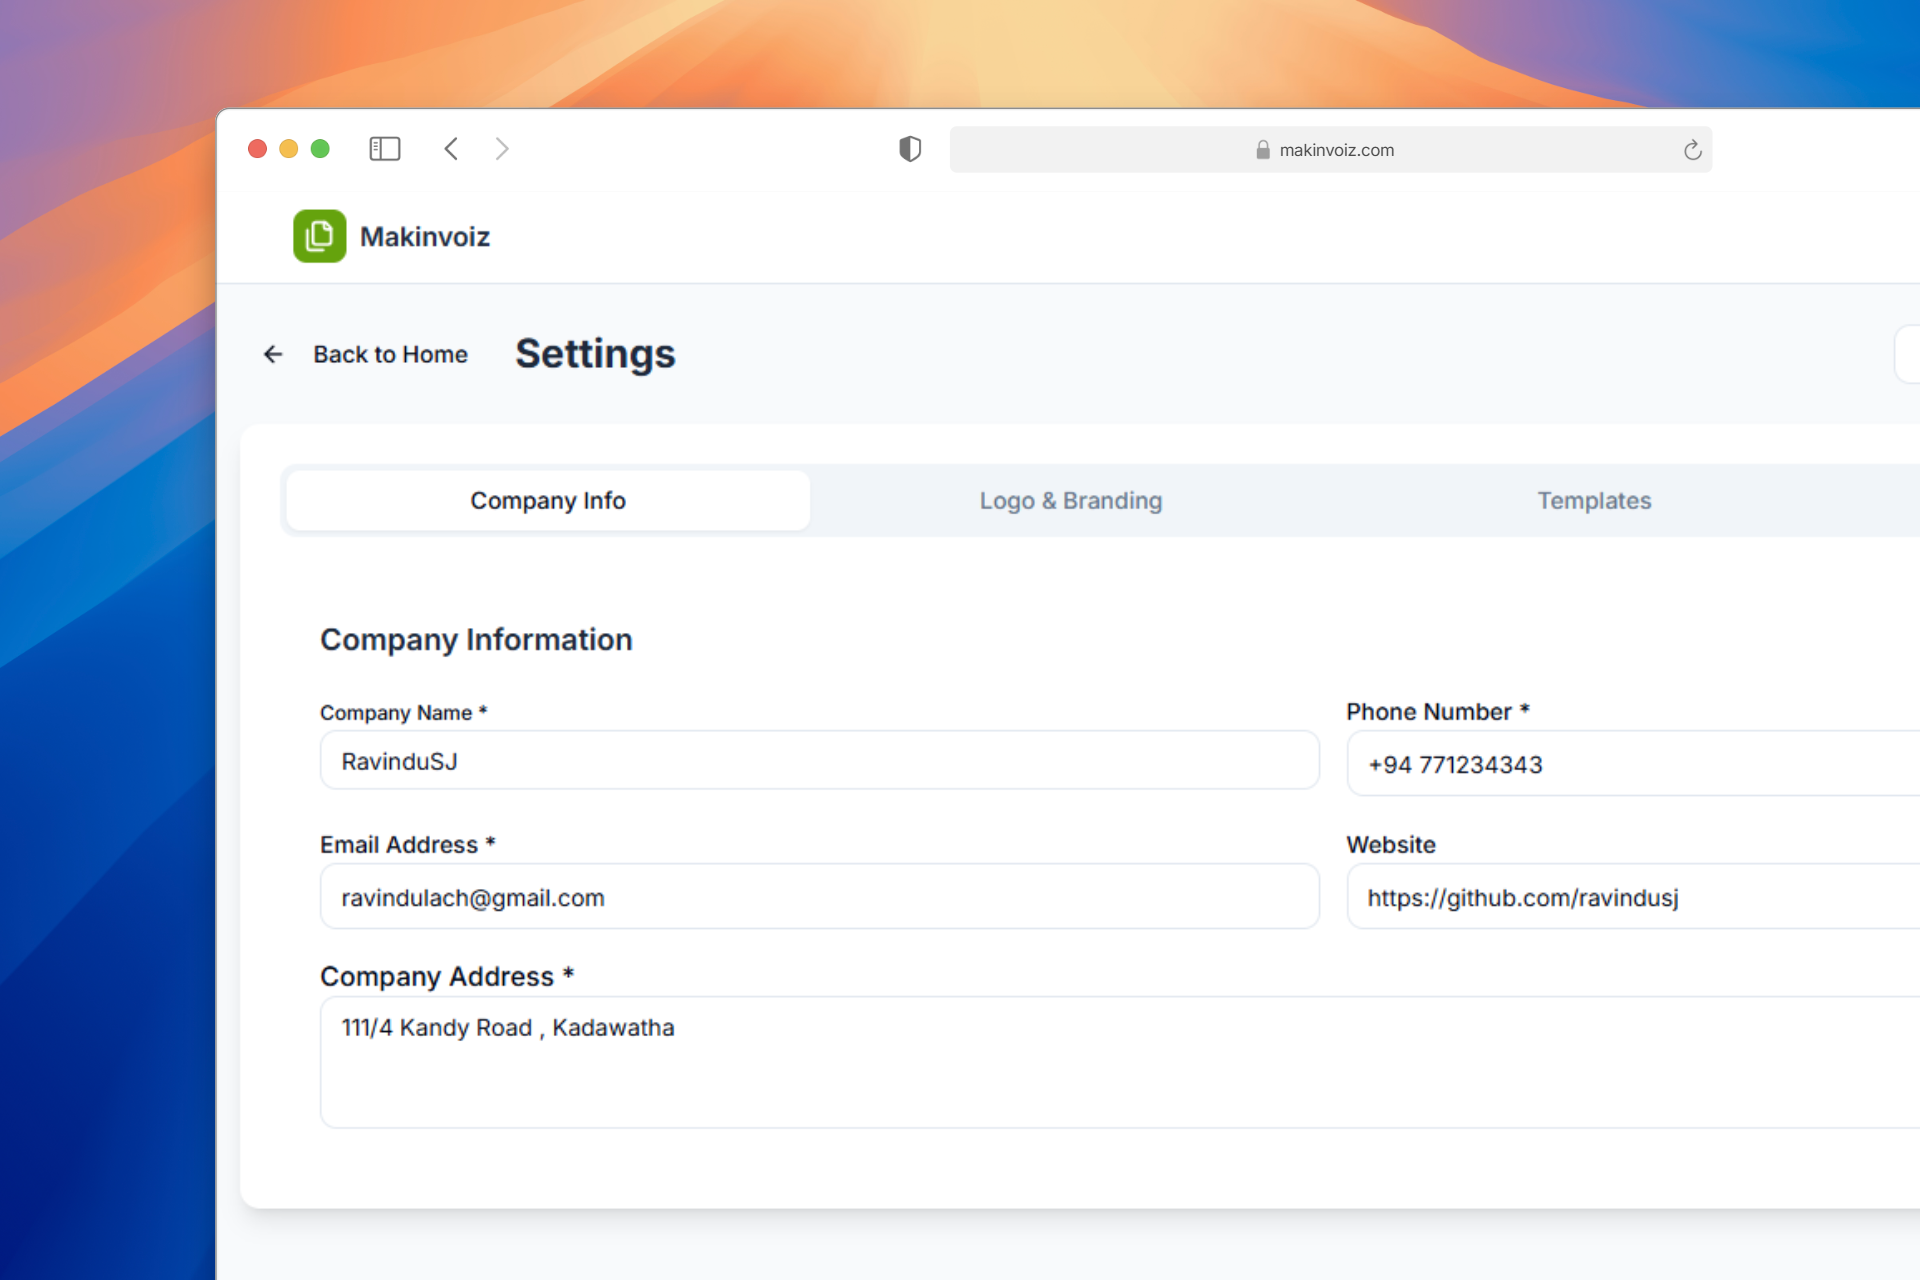 makinvoiz.com
Makinvoiz
Back to Home
Settings
Company Info
Logo & Branding
Templates
Company Information
Company Name *
Phone Number *
RavinduSJ
+94 771234343
Email Address *
Website
ravindulach@gmail.com
https://github.com/ravindusj
Company Address *
111/4 Kandy Road , Kadawatha